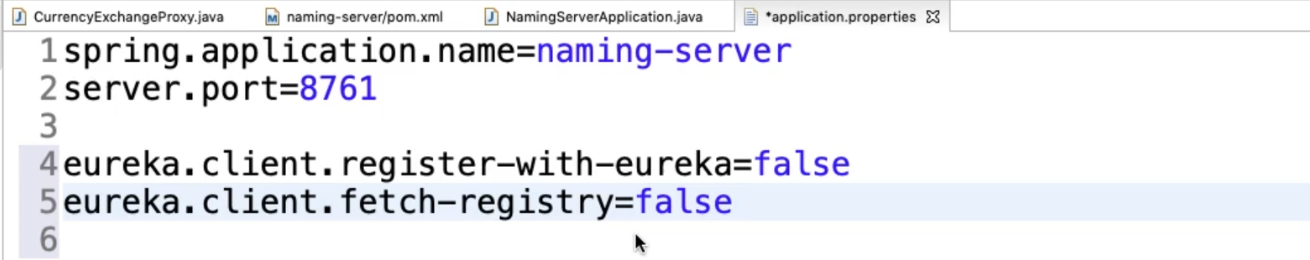 CurrencyExchangeProxy.java naming-server/pom.xml NamingServerApplication.java *application.properties
1 spring.application.name=naming-server
2 server.port=8761
3
4 eureka.client.register-with-eureka=false
5 eureka.client.fetch-registry=false
6